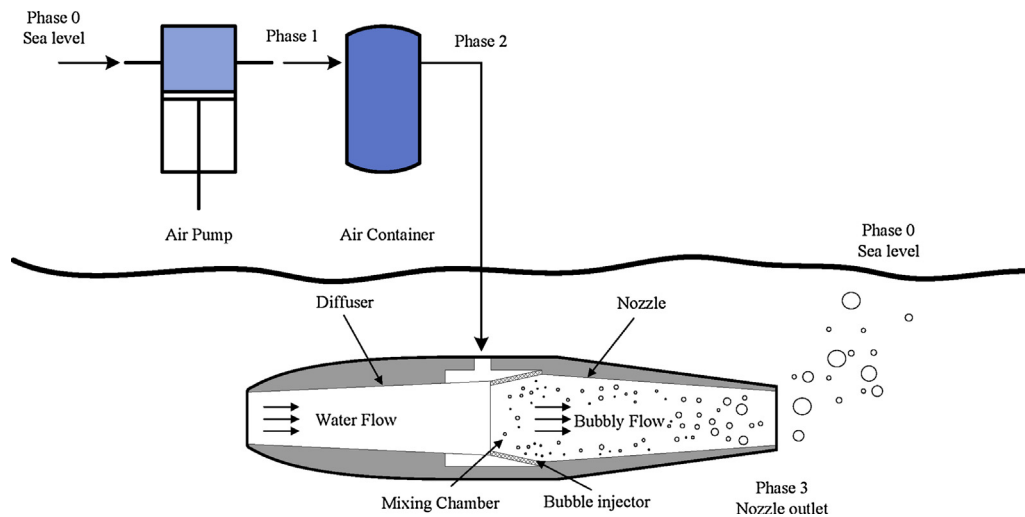 Phase 0
Sea level
Phase 1
Phase 2
Air Pump
Air Container
Phase 0
Sea level
Diffuser
Nozzle
Water Flow
Bubbly Flow
Mixing Chamber
Bubble injector
Phase 3
Nozzle outlet